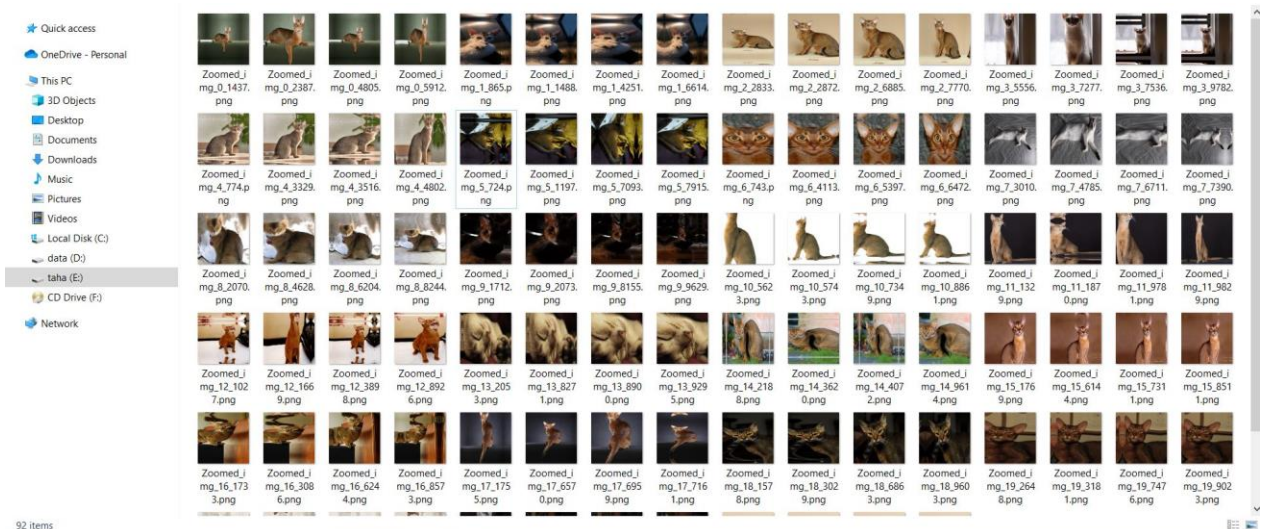 Quick access
OneDrive - Personal
This PC
3D Objects
Desktop
Documents
Downloads
Music
Pictures
Videos
Local Disk (C:)
data (D:)
taha (E:)
CD Drive (F:)
Network
Zoomed_i Zoomed_i Zoomed_i Zoomed_i Zoomed_i Zoomed_i Zoomed_i Zoomed_i Zoomed_i Zoomed_i Zoomed_i Zoomed_i Zoomed_i Zoomed_i Zoomed_i Zoomed_i
mg_0_1437. mg_0_2387. mg_0_4805. mg_0_5912. mg_1_865.p mg_1_1488. mg_1_4251. mg_1_6614. mg_2_2833. mg_2_2872. mg_2_6885. mg_2_7770. mg_3_5556. mg_3_7277. mg_3_7536. mg_3_9782.
png png png png ng png png png png png png png png png png png
Zoomed_i Zoomed_i Zoomed_i Zoomed_i Zoomed_i Zoomed_i Zoomed_i Zoomed_i Zoomed_i Zoomed_i Zoomed_i Zoomed_i Zoomed_i Zoomed_i Zoomed_i Zoomed_i
mg_4_774.p mg_4_3329. mg_4_3516. mg_4_4802. mg_5_724.p mg_5_1197. mg_5_7093. mg_5_7915. mg_6_743.p mg_6_4113. mg_6_5397. mg_6_6472. mg_7_3010. mg_7_4785. mg_7_6711. mg_7_7390.
ng png png png ng png png png ng png png png png png png png
Zoomed_i Zoomed_i Zoomed_i Zoomed_i Zoomed_i Zoomed_i Zoomed_i Zoomed_i Zoomed_i Zoomed_i Zoomed_i Zoomed_i Zoomed_i Zoomed_i Zoomed_i Zoomed_i
mg_8_2070. mg_8_4628. mg_8_6204. mg_8_8244. mg_9_1712. mg_9_2073. mg_9_8155. mg_9_9629. mg_10_562 mg_10_574 mg_10_734 mg_10_886 mg_11_132 mg_11_187 mg_11_978 mg_11_982
png png png png png png png png 3.png 3.png 9.png 1.png 9.png 0.png 1.png 9.png
Zoomed_i Zoomed_i Zoomed_i Zoomed_i Zoomed_i Zoomed_i Zoomed_i Zoomed_i Zoomed_i Zoomed_i Zoomed_i Zoomed_i Zoomed_i Zoomed_i Zoomed_i Zoomed_i
mg_12_102 mg_12_166 mg_12_389 mg_12_892 mg_13_205 mg_13_827 mg_13_890 mg_13_929 mg_14_218 mg_14_362 mg_14_407 mg_14_961 mg_15_176 mg_15_614 mg_15_731 mg_15_851
7.png 9.png 8.png 6.png 3.png 1.png 0.png 5.png 8.png 0.png 2.png 4.png 9.png 4.png 1.png 1.png
Zoomed_i Zoomed_i Zoomed_i Zoomed_i Zoomed_i Zoomed_i Zoomed_i Zoomed_i Zoomed_i Zoomed_i Zoomed_i Zoomed_i Zoomed_i Zoomed_i Zoomed_i Zoomed_i
mg_16_173 mg_16_308 mg_16_624 mg_16_857 mg_17_175 mg_17_657 mg_17_695 mg_17_716 mg_18_157 mg_18_302 mg_18_686 mg_18_960 mg_19_264 mg_19_318 mg_19_747 mg_19_902
3.png 6.png 4.png 3.png 5.png 0.png 9.png 1.png 8.png 9.png 3.png 3.png 8.png 1.png 6.png 3.png
92 items